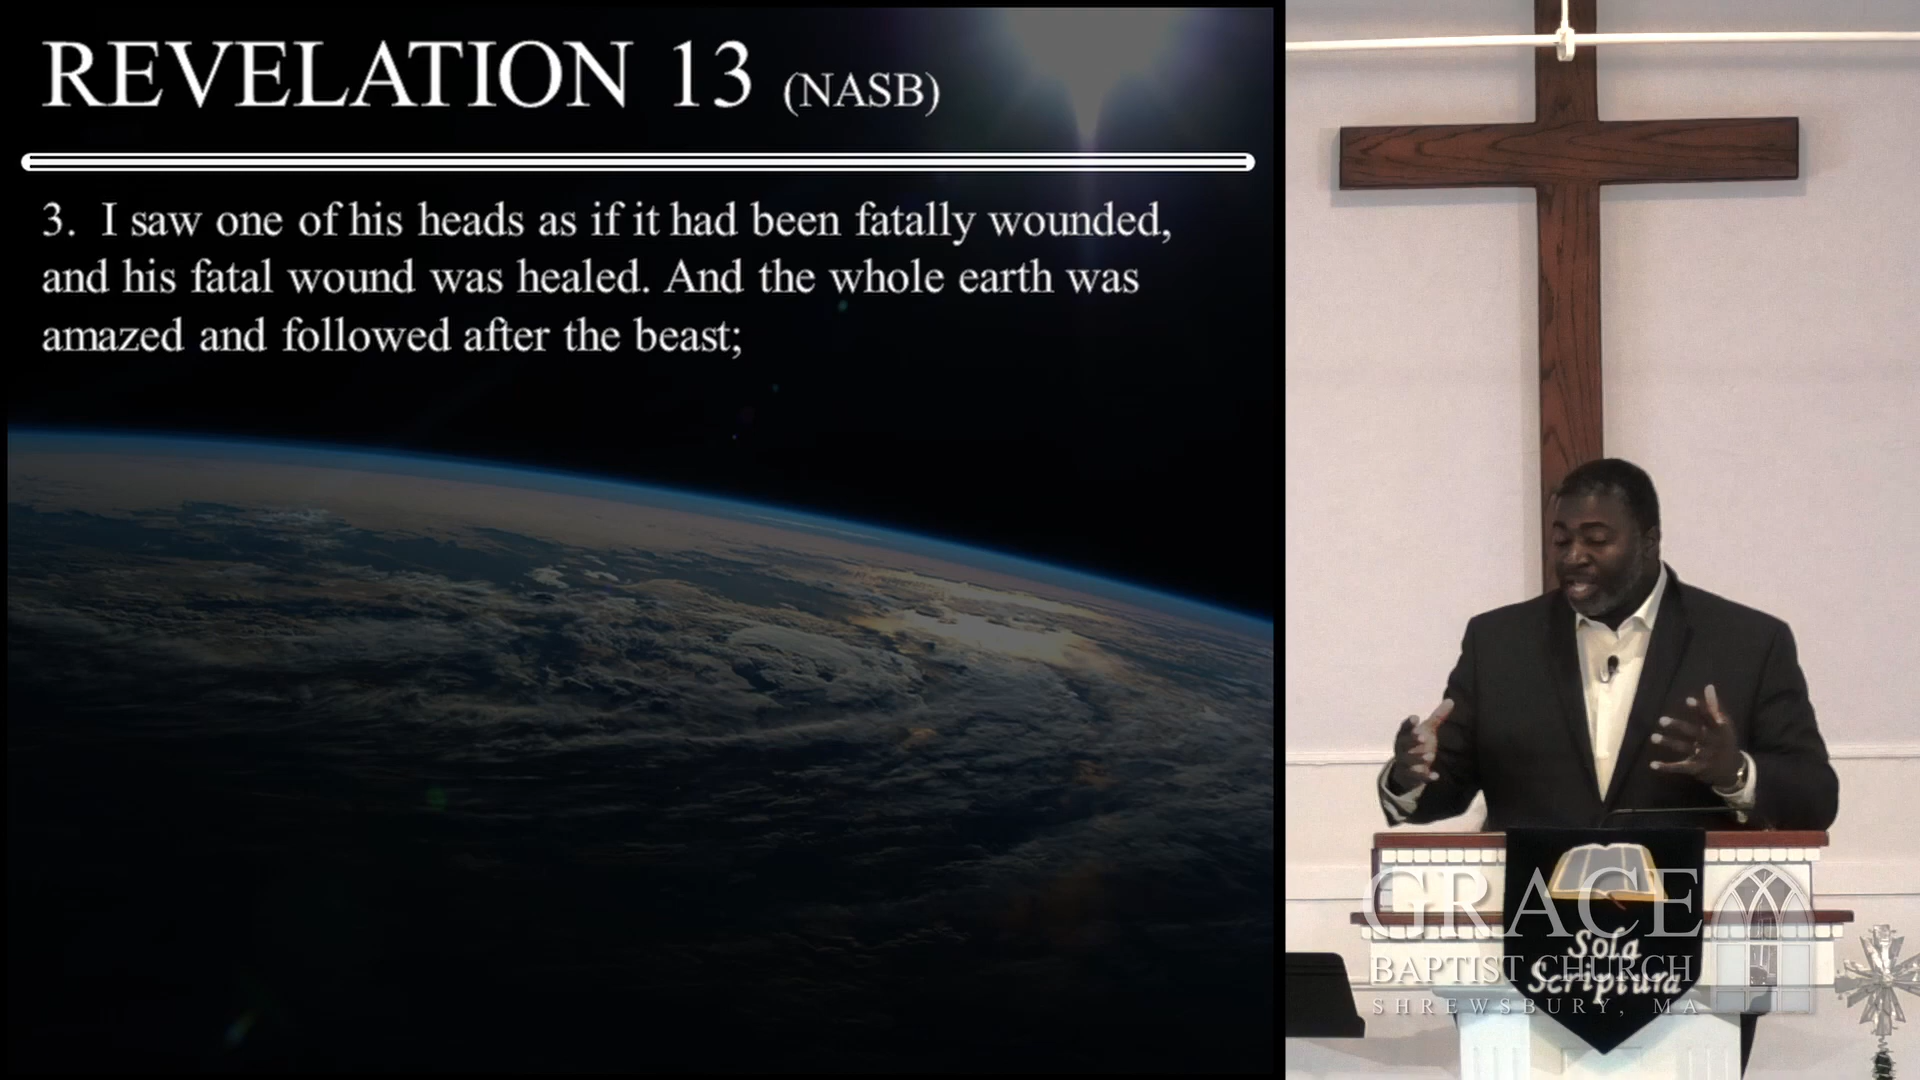 REVELATION 13 (NASB)
3. I saw one of his heads as if it had been fatally wounded,
and his fatal wound was healed. And the whole earth was
amazed and followed after the beast;
GRACE
BAPTIST CHURCH
SHREWSBURY, MA
Sola
Scriptura